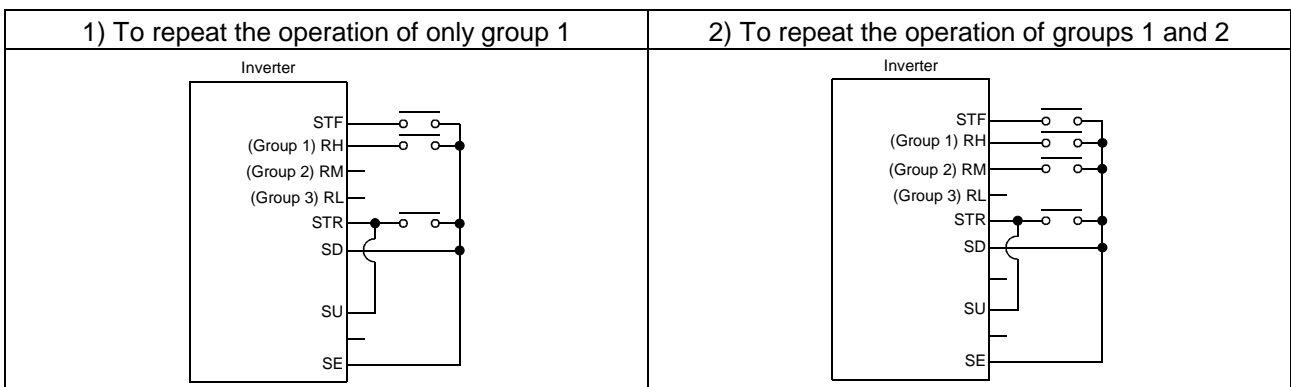 1) To repeat the operation of only group 1
Inverter
STF
(Group 1) RH
(Group 2) RM
(Group 3) RL
STR
SD
SU
SE
2) To repeat the operation of groups 1 and 2
Inverter
STF
(Group 1) RH
(Group 2) RM
(Group 3) RL
STR
SD
SU
SE